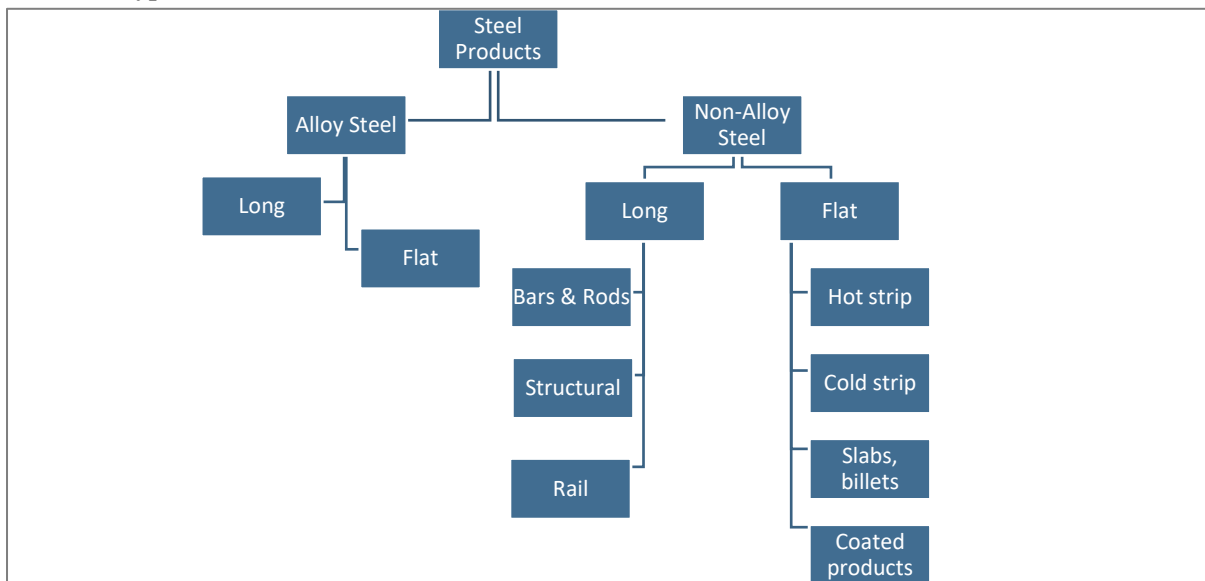 Steel
Products
Alloy Steel
Non-Alloy
Steel
Long
Flat
Long
Flat
Bars & Rods
Structural
Rail
Hot strip
Cold strip
Slabs,
billets
Coated
products